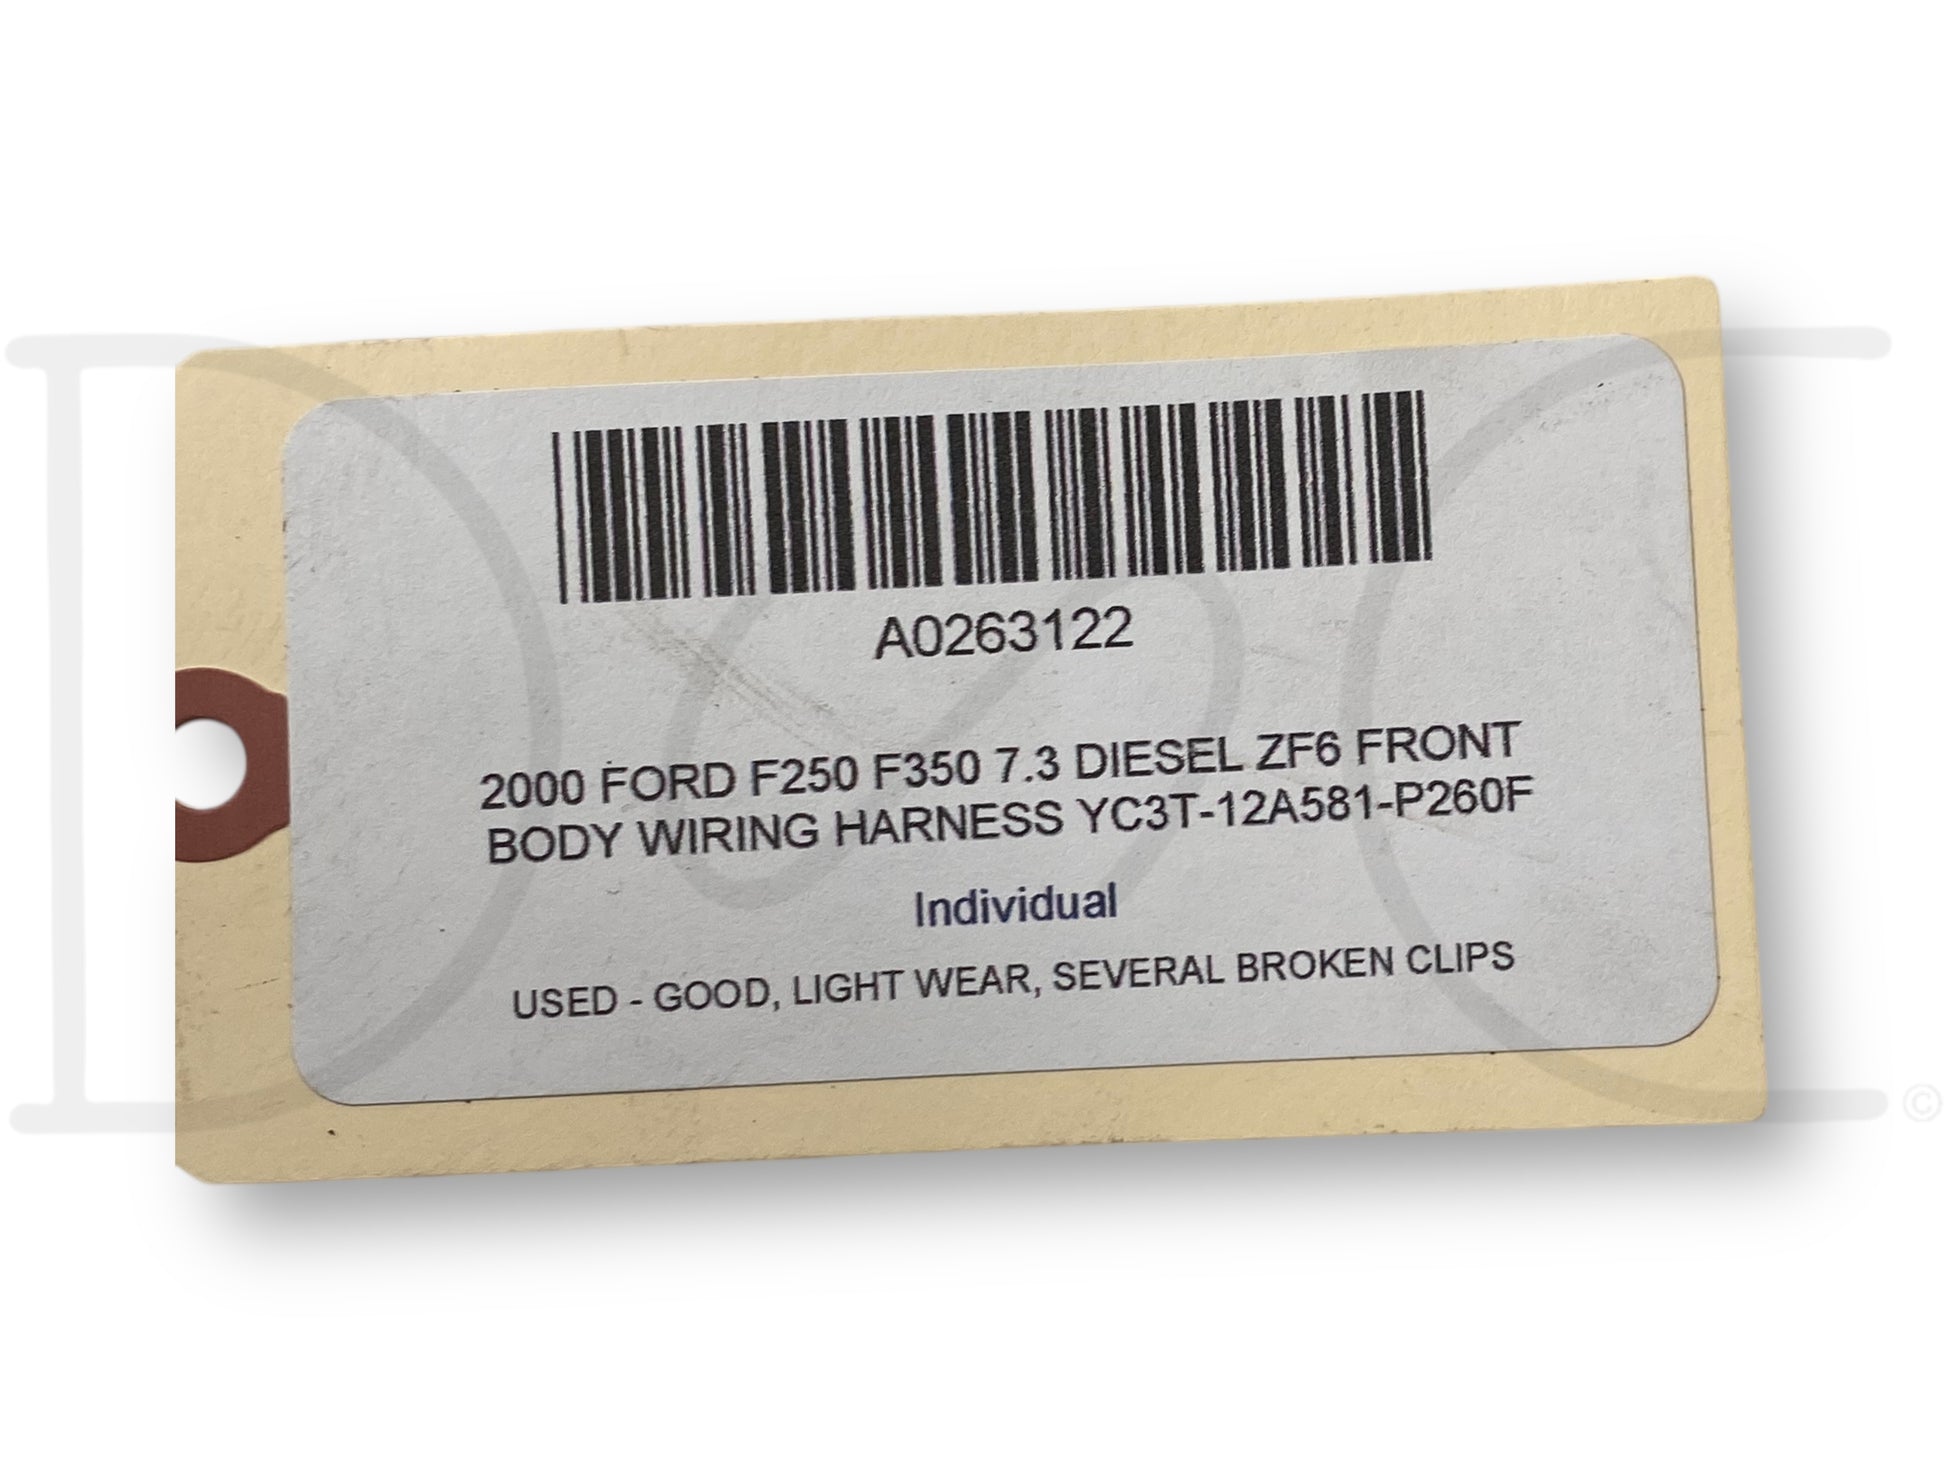 A0263122
2000 FORD F250 F350 7.3 DIESEL ZF6 FRONT
BODY WIRING HARNESS YC3T-12A581-P260F
Individual
USED - GOOD, LIGHT WEAR, SEVERAL BROKEN CLIPS
©